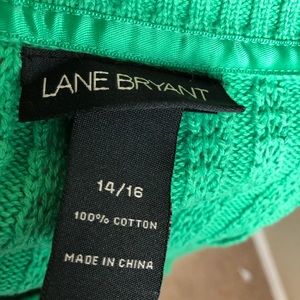 LANE BRYANT
14/16
100% COTTON
MADE IN CHINA